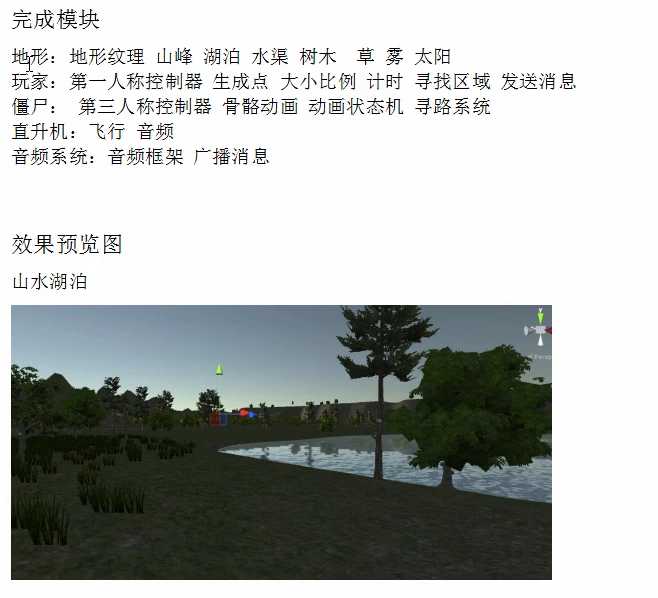 完成模块
地形：地形纹理 山峰 湖泊 水渠 树木 草 雾 太阳
玩家：第一人称控制器 生成点 大小比例 计时 寻找区域 发送消息
僵尸： 第三人称控制器 骨骼动画 动画状态机 寻路系统
直升机：飞行 音频
音频系统：音频框架 广播消息
效果预览图
山水湖泊
y
Persp